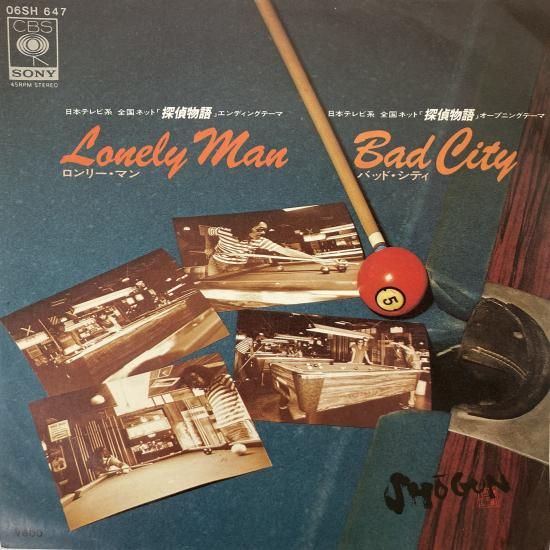 06SH 647
CBS
SONY
45RPM STEREO
日本テレビ系 全国ネット「探偵物語」エンディングテーマ
Lonely Man
ロンリー・マン
日本テレビ系 全国ネット「探偵物語」オープニングテーマ
Bad City
バッド・シティ
5
SHŌGUN
¥600